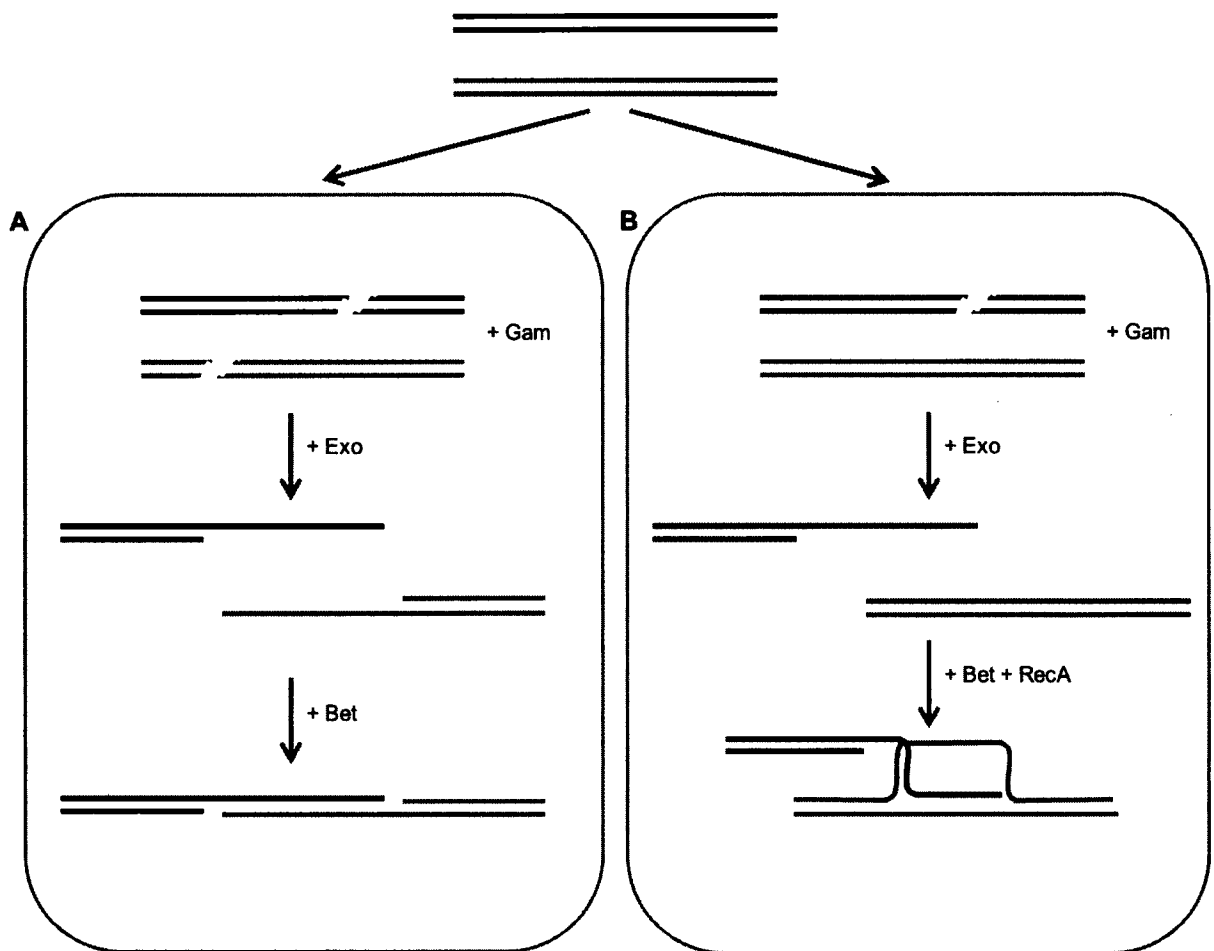 A
+ Gam
+ Exo
+ Bet
B
+ Gam
+ Exo
+ Bet + RecA